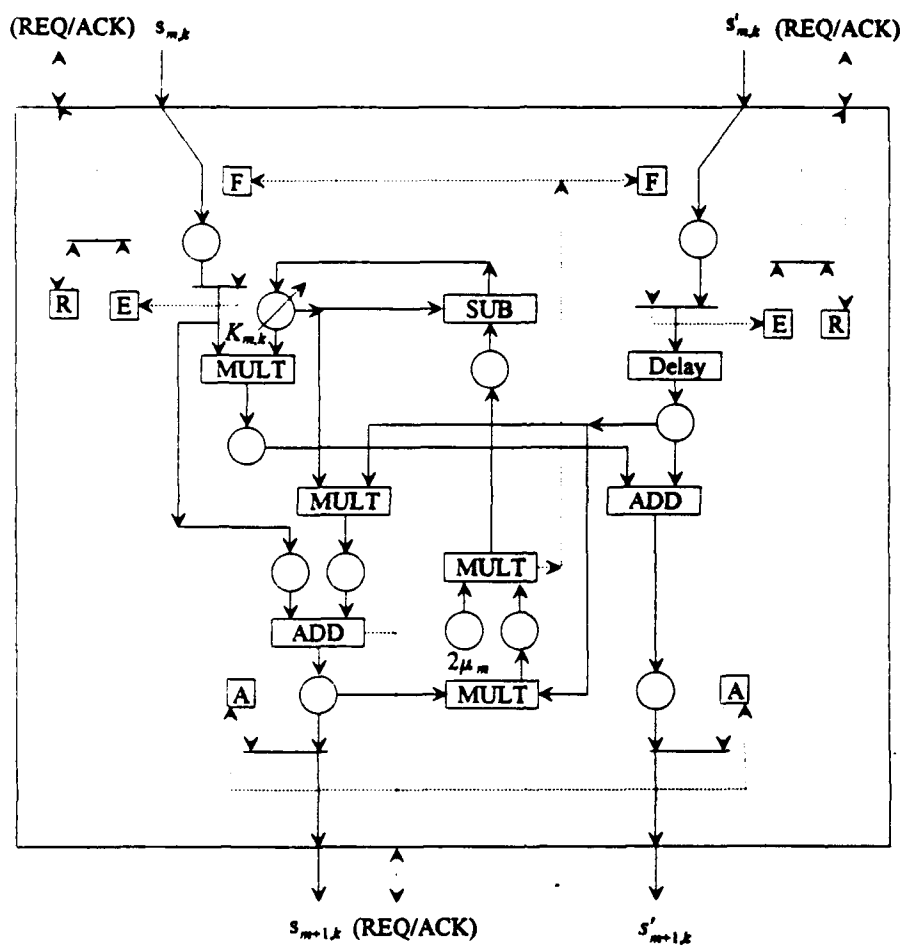 (REQ/ACK) s_{m,k} s'_{m,k} (REQ/ACK)
F F
R E SUB E R
K_{m,k}
MULT Delay
MULT ADD
MULT
ADD
2μ_m
A MULT A
s_{m+1,k} (REQ/ACK) s'_{m+1,k}